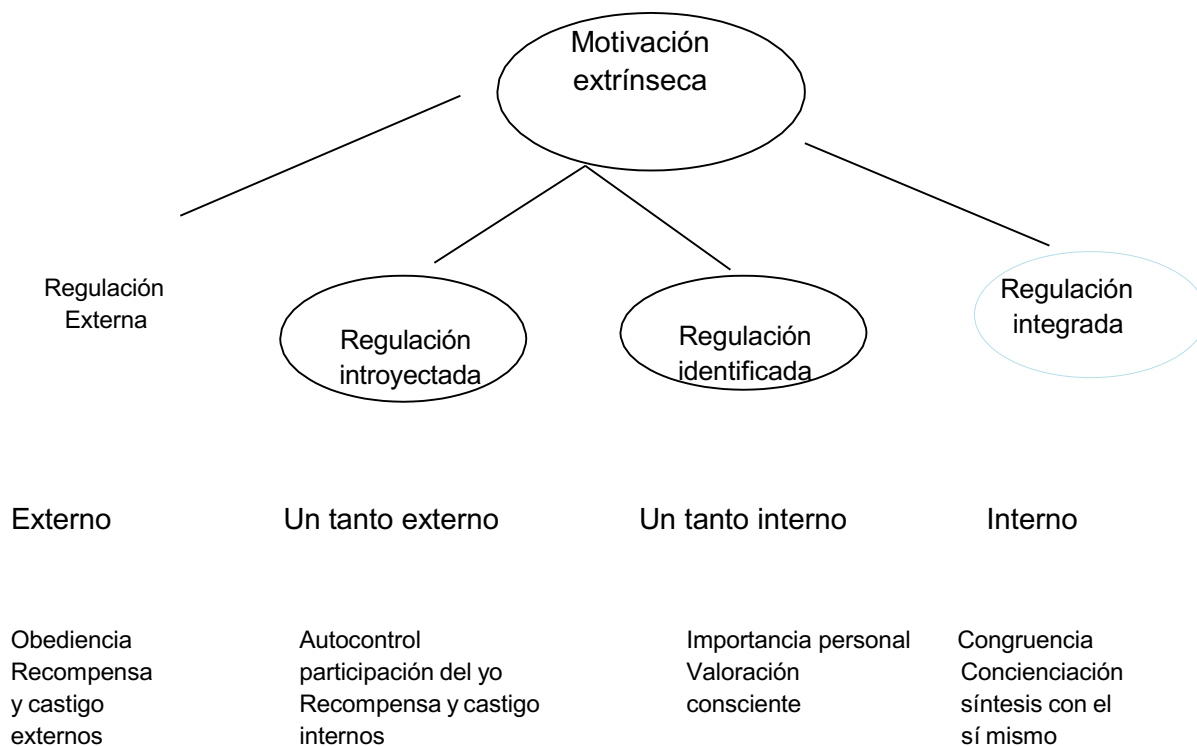 Motivación
extrínseca
Regulación
Externa
Regulación
introyectada
Regulación
identificada
Regulación
integrada
Externo
Un tanto externo
Un tanto interno
Interno
Obediencia
Recompensa
y castigo
externos
Autocontrol
participación del yo
Recompensa y castigo
internos
Importancia personal
Valoración
consciente
Congruencia
Concienciación
síntesis con el
sí mismo